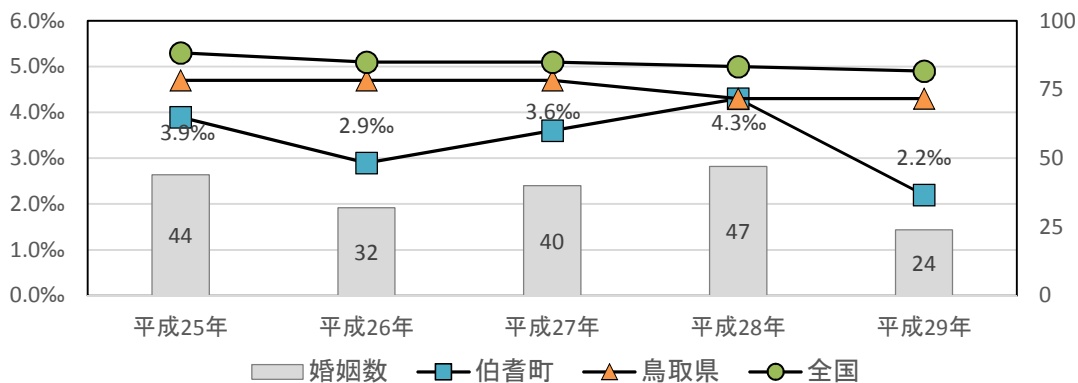 6.0‰
5.0‰
4.0‰
3.0‰
2.0‰
1.0‰
0.0‰
100
75
50
25
0
3.9‰
2.9‰
3.6‰
4.3‰
2.2‰
44
32
40
47
24
平成25年
平成26年
平成27年
平成28年
平成29年
婚姻数
伯耆町
鳥取県
全国